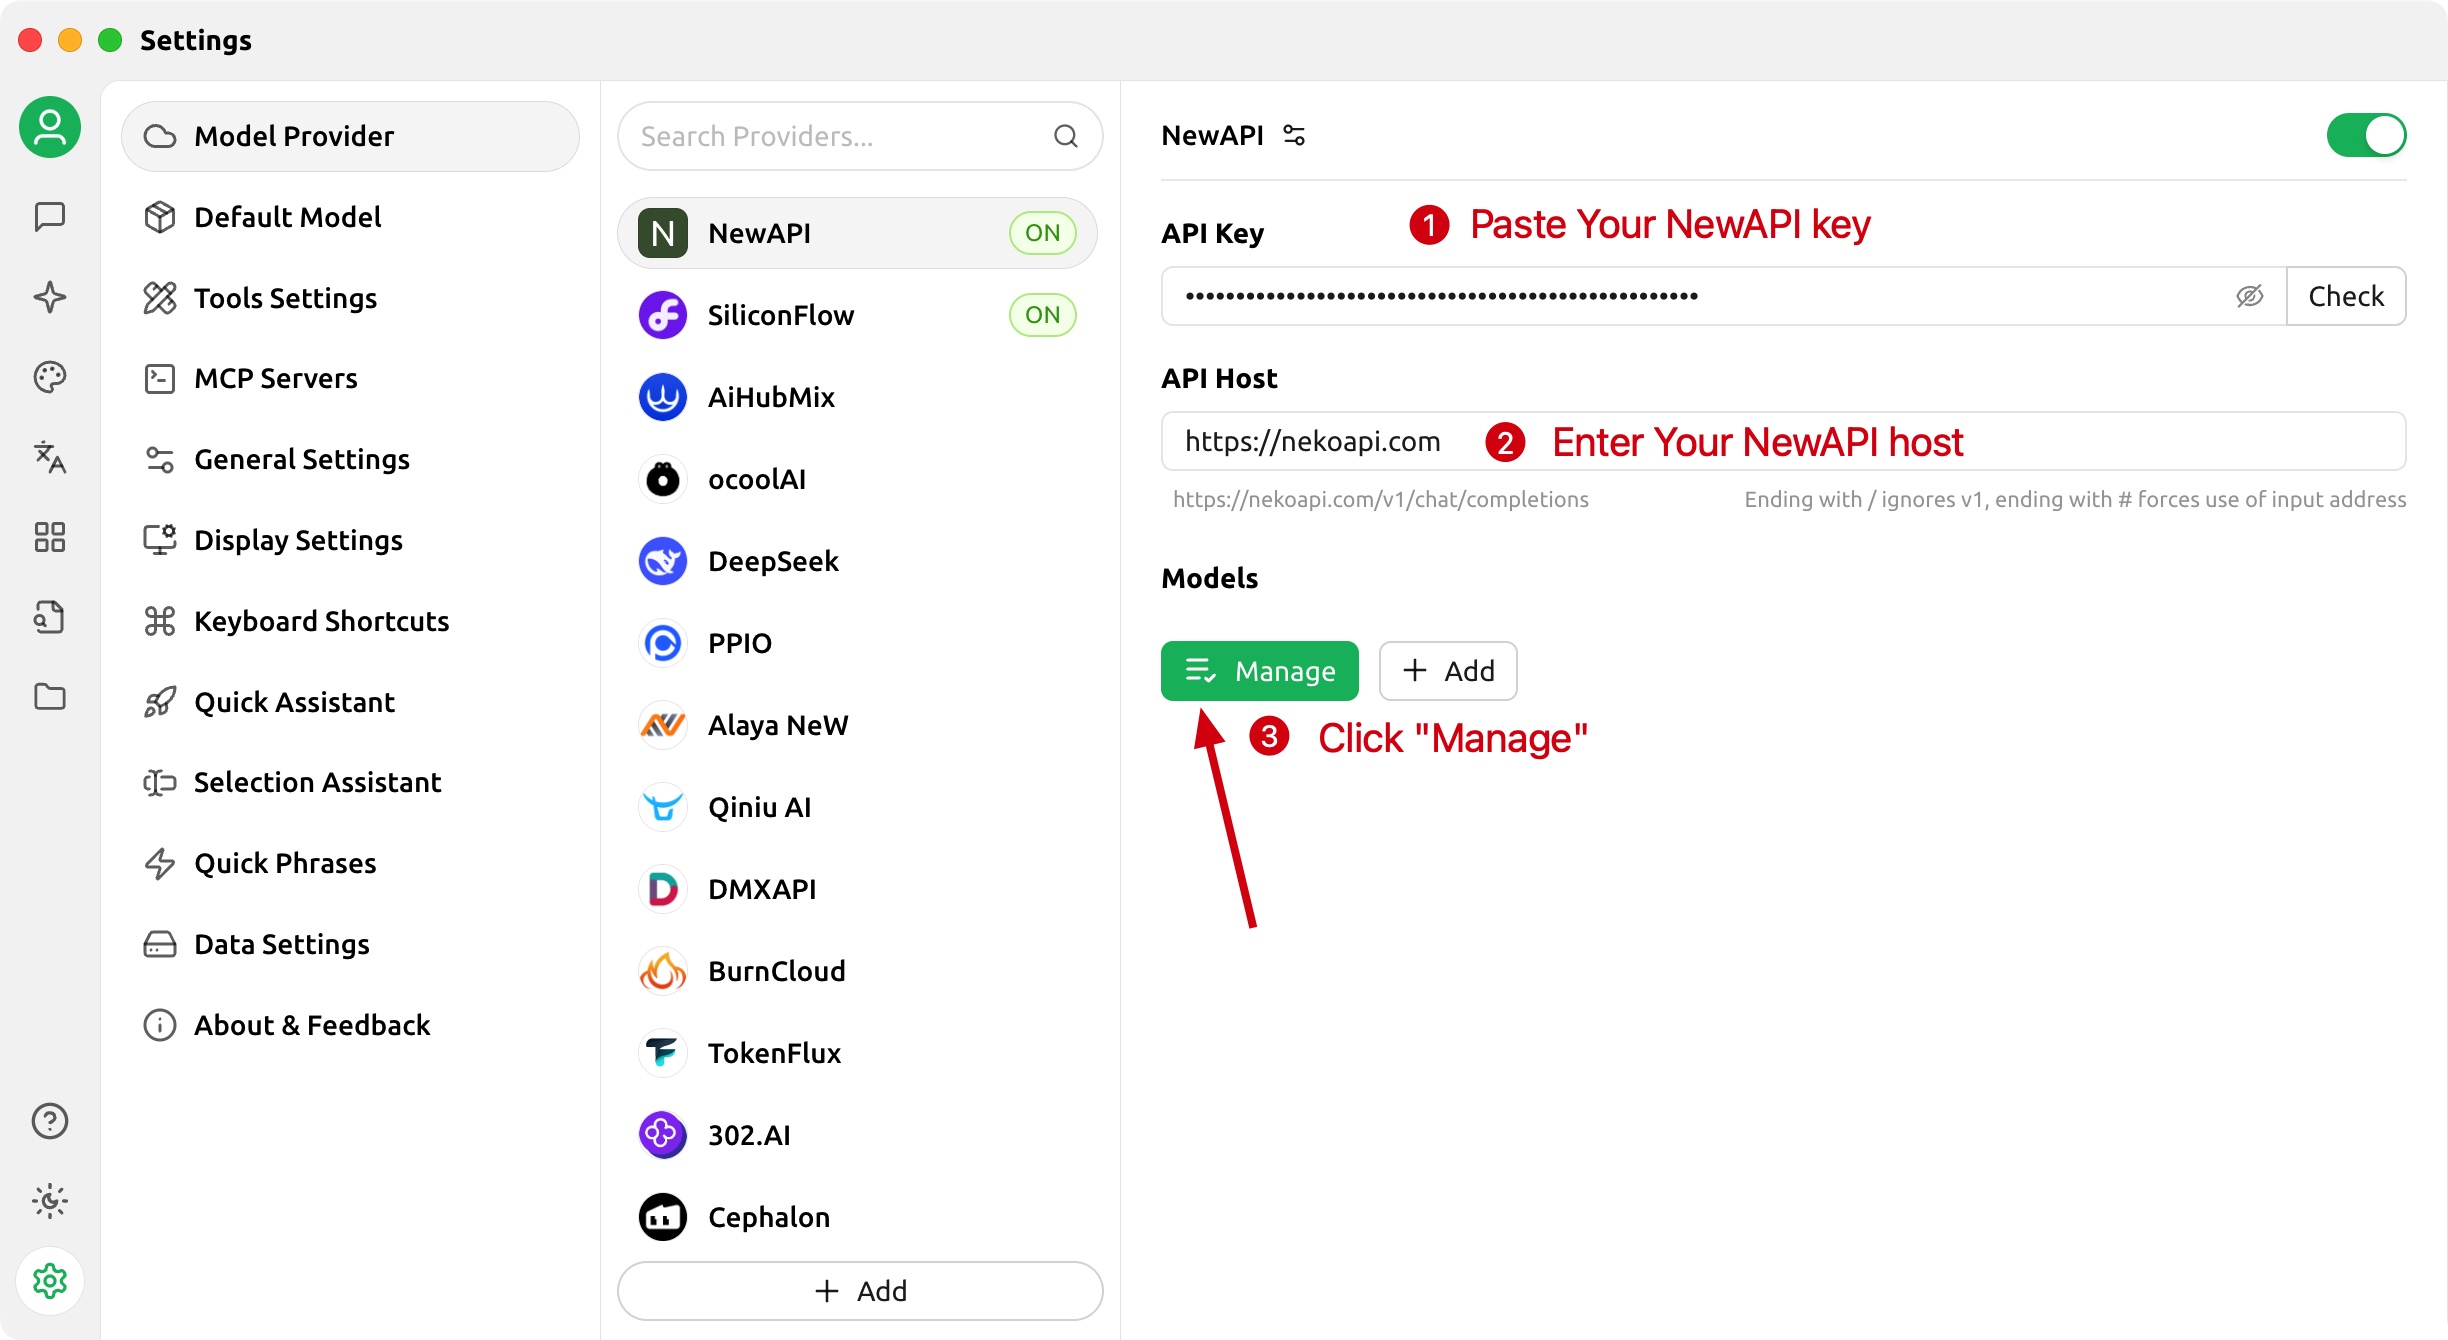 Settings
Model Provider
Default Model
Tools Settings
MCP Servers
General Settings
Display Settings
Keyboard Shortcuts
Quick Assistant
Selection Assistant
Quick Phrases
Data Settings
About & Feedback
Search Providers...
N NewAPI ON
SiliconFlow ON
AiHubMix
ocoolAI
DeepSeek
PPIO
Alaya NeW
Qiniu AI
DMXAPI
BurnCloud
TokenFlux
302.AI
Cephalon
+ Add
NewAPI
API Key
1 Paste Your NewAPI key
Check
API Host
https://nekoapi.com
2 Enter Your NewAPI host
https://nekoapi.com/v1/chat/completions
Ending with / ignores v1, ending with # forces use of input address
Models
Manage
+ Add
3 Click "Manage"